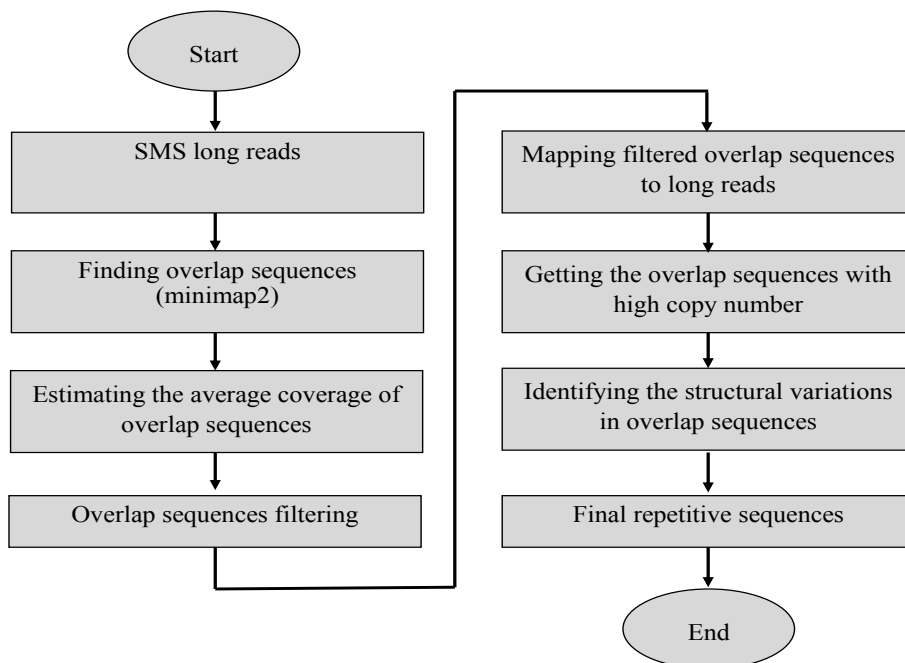 Start
SMS long reads
Finding overlap sequences
(minimap2)
Estimating the average coverage of
overlap sequences
Overlap sequences filtering
Mapping filtered overlap sequences
to long reads
Getting the overlap sequences with
high copy number
Identifying the structural variations
in overlap sequences
Final repetitive sequences
End